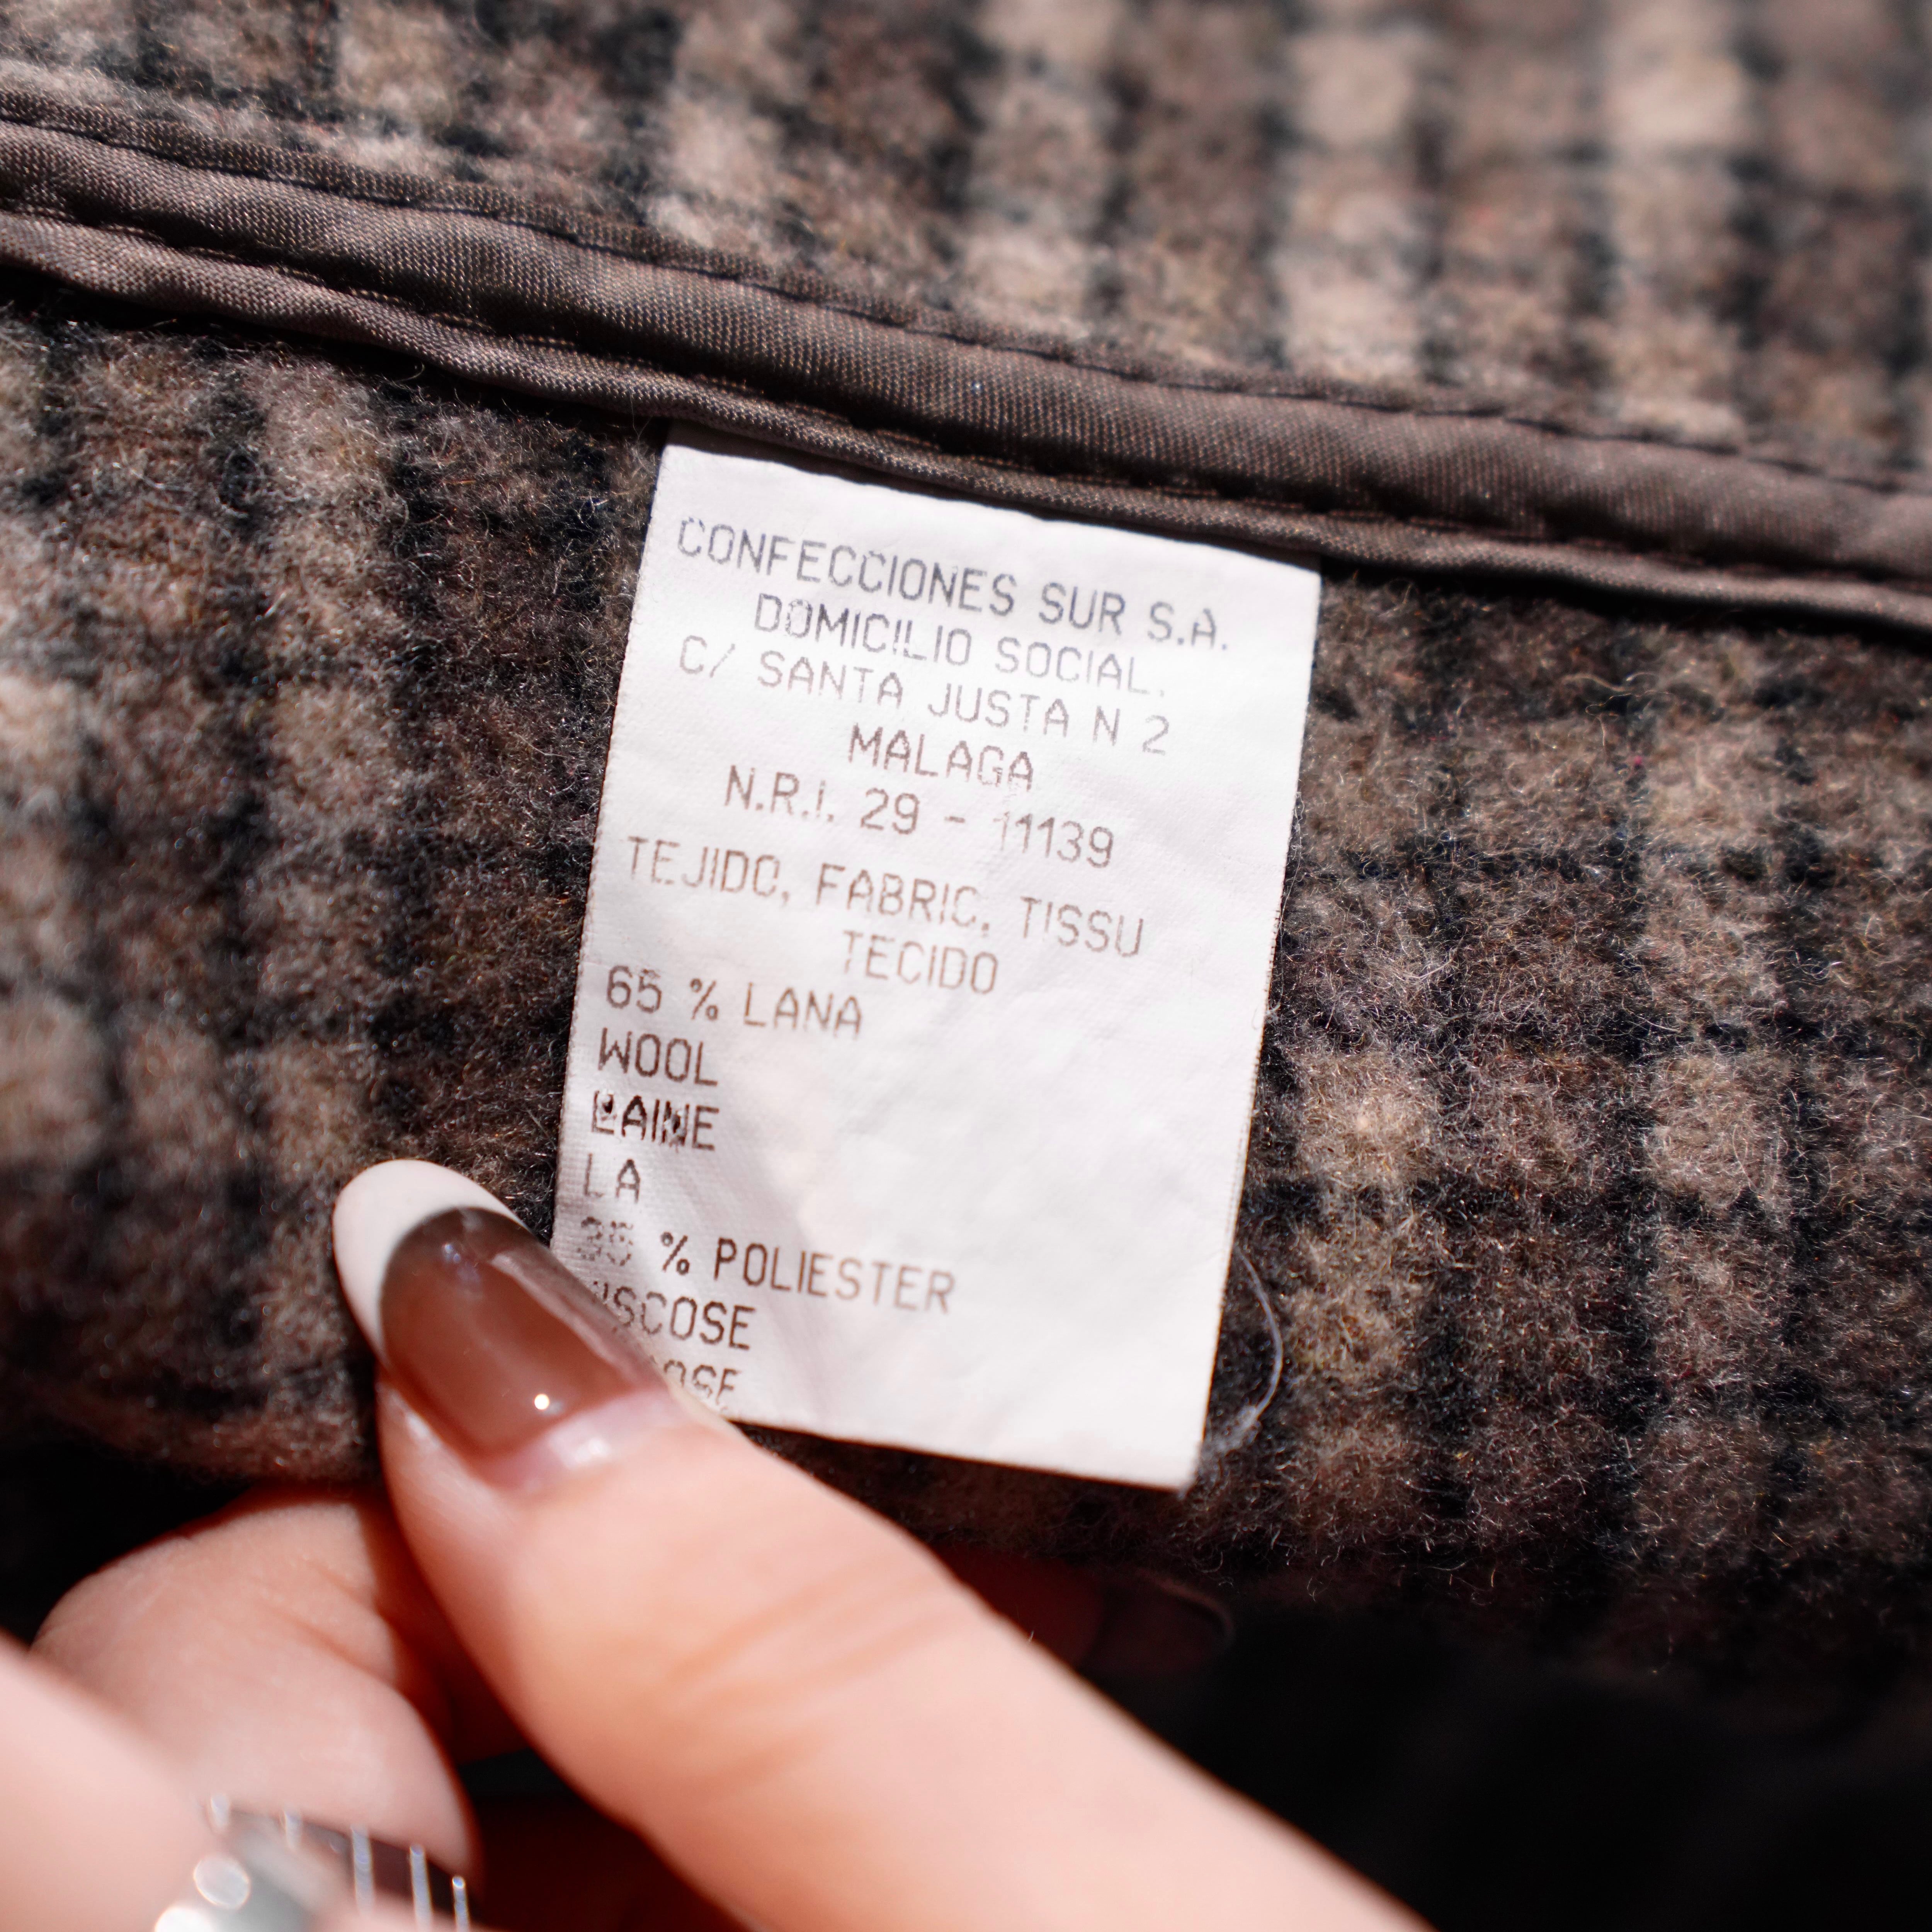 CONFECCIONES SUR S.A.
DOMICILIO SOCIAL.
C/ SANTA JUSTA N 2
MALAGA
N.R.I. 29 - 11139
TEJIDO, FABRIC, TISSU
TECIDO
65 % LANA
WOOL
LAINE
LA
35 % POLIESTER